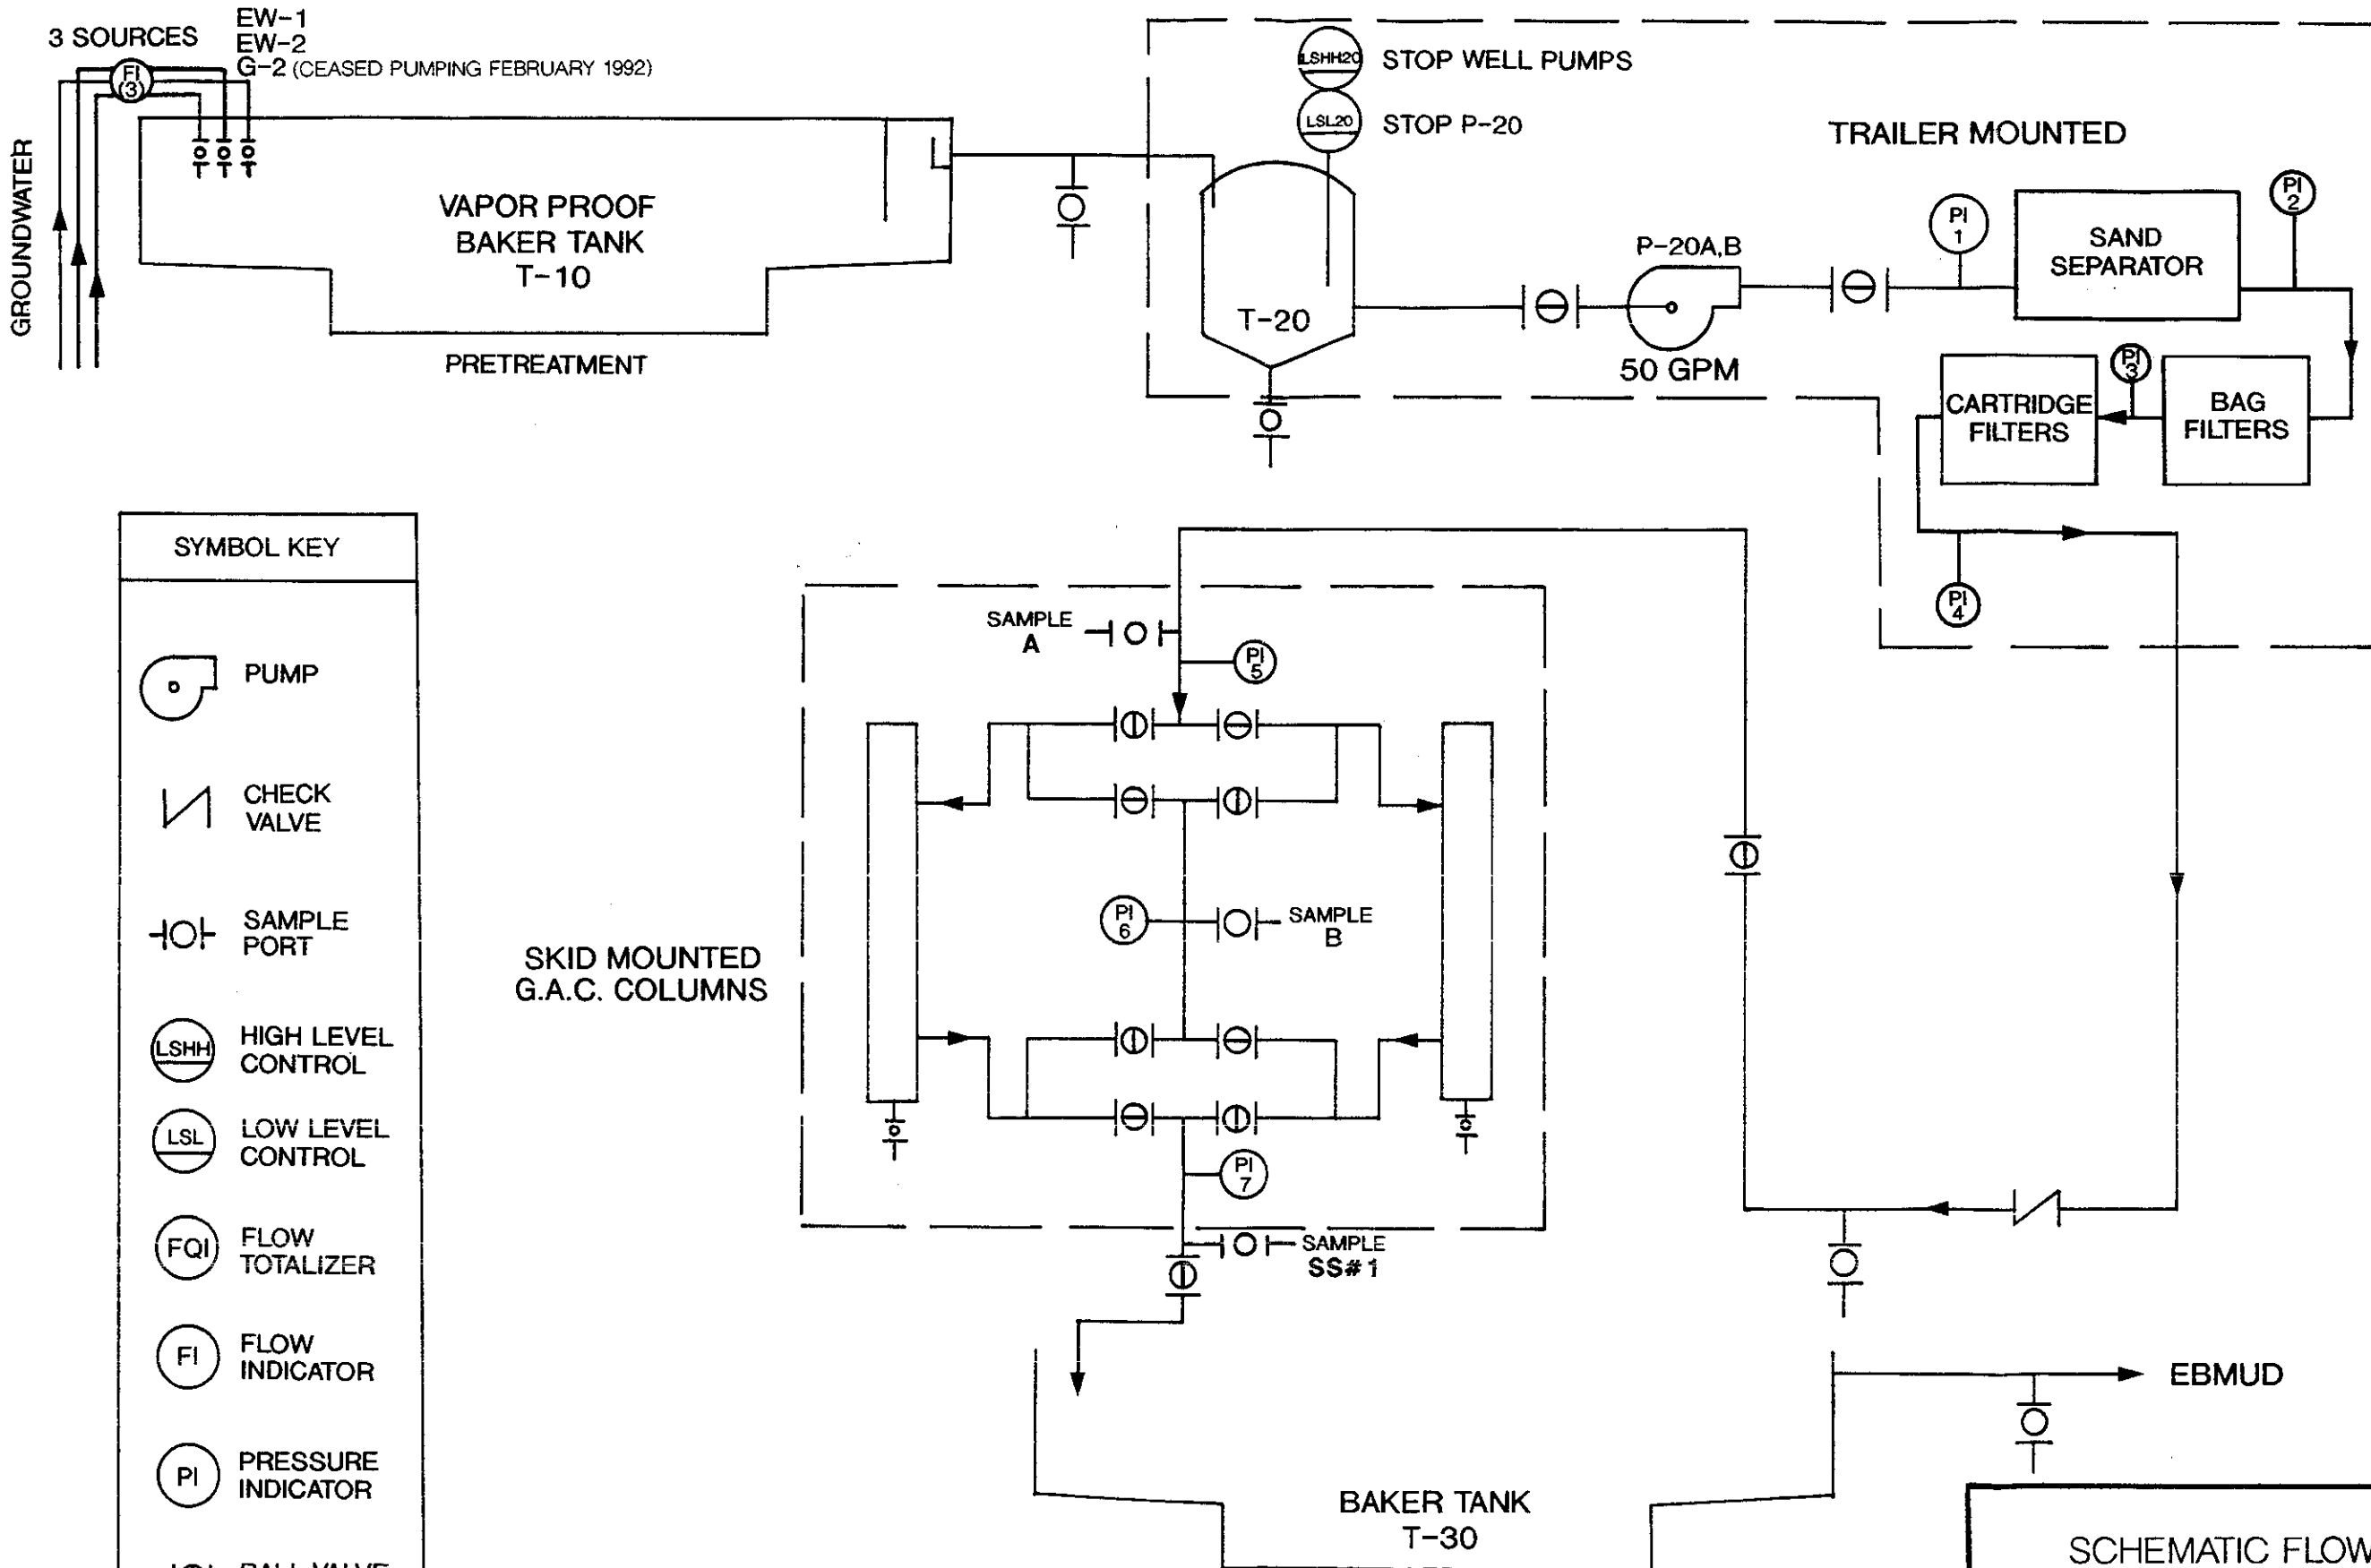 3 SOURCES
EW-1
EW-2
G-2 (CEASED PUMPING FEBRUARY 1992)
FI
(3)
GROUNDWATER
VAPOR PROOF
BAKER TANK
T-10
PRETREATMENT
LSHH20
STOP WELL PUMPS
LSL20
STOP P-20
TRAILER MOUNTED
T-20
P-20A,B
50 GPM
PI
1
SAND
SEPARATOR
PI
2
CARTRIDGE
FILTERS
PI
3
BAG
FILTERS
PI
4
SYMBOL KEY
PUMP
CHECK
VALVE
SAMPLE
PORT
LSHH
HIGH LEVEL
CONTROL
LSL
LOW LEVEL
CONTROL
FQI
FLOW
TOTALIZER
FI
FLOW
INDICATOR
PI
PRESSURE
INDICATOR
BALL VALVE
SKID MOUNTED
G.A.C. COLUMNS
SAMPLE
A
PI
5
PI
6
SAMPLE
B
PI
7
SAMPLE
SS#1
EBMUD
BAKER TANK
T-30
SCHEMATIC FLOW